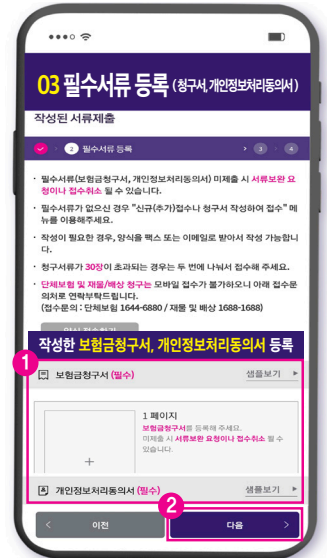 03 필수서류 등록 (청구서, 개인정보처리동의서)
작성된 서류제출
2 필수서류 등록 > 3 4
· 필수서류(보험금청구서, 개인정보처리동의서) 미제출 시 서류보완 요
청이나 접수취소 될 수 있습니다.
· 필수서류가 없으신 경우 "신규(추가)접수나 청구서 작성하여 접수" 메
뉴를 이용해주세요.
· 작성이 필요한 경우, 양식을 팩스 또는 이메일로 받아서 작성 가능합니
다.
· 청구서류가 30장이 초과되는 경우는 두 번에 나눠서 접수해 주세요.
· 단체보험 및 재물/배상 청구는 모바일 접수가 불가하오니 아래 접수문
의처로 연락부탁드립니다.
(접수문의 : 단체보험 1644-6880 / 재물 및 배상 1688-1688)
작성한 보험금청구서, 개인정보처리동의서 등록
1
보험금청구서 (필수) 샘플보기
1 페이지
보험금청구서를 등록해 주세요.
미제출 시 서류보완 요청이나 접수취소 될 수
있습니다.
개인정보처리동의서 (필수) 샘플보기
2
< 이전 다음 >